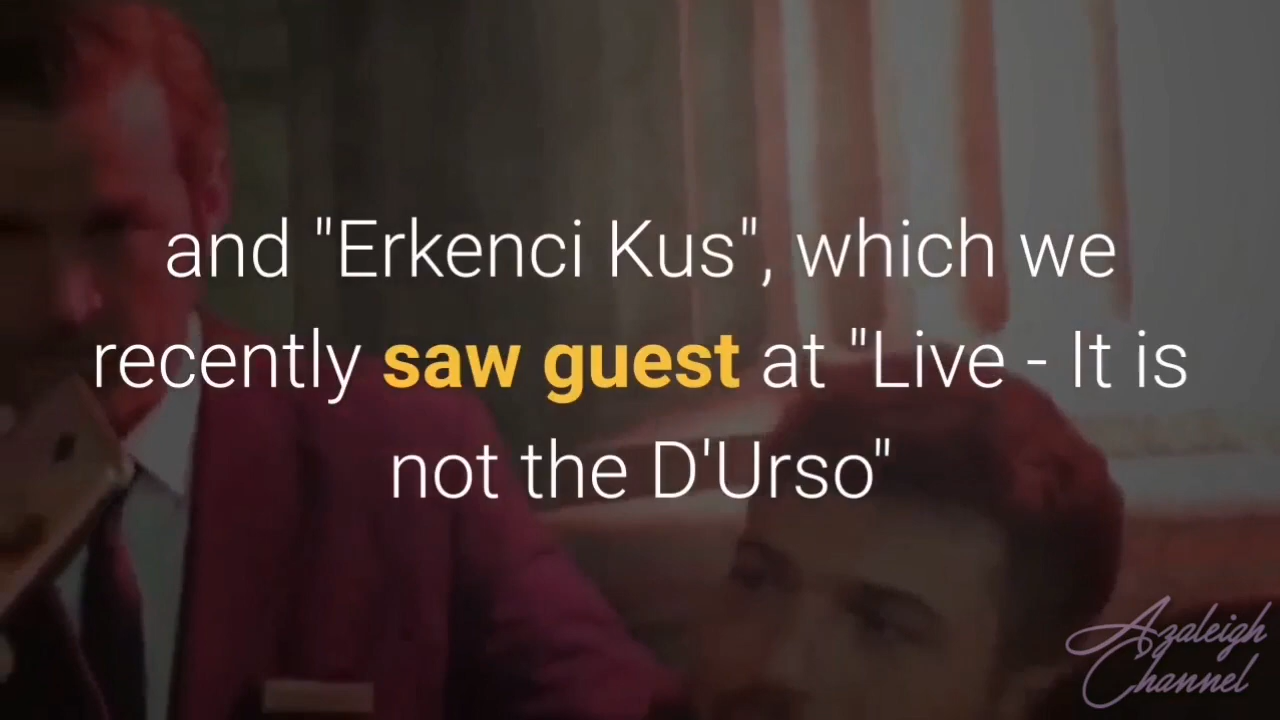 and "Erkenci Kus", which we
recently saw guest at "Live - It is
not the D'Urso"
Azaleigh
Channel